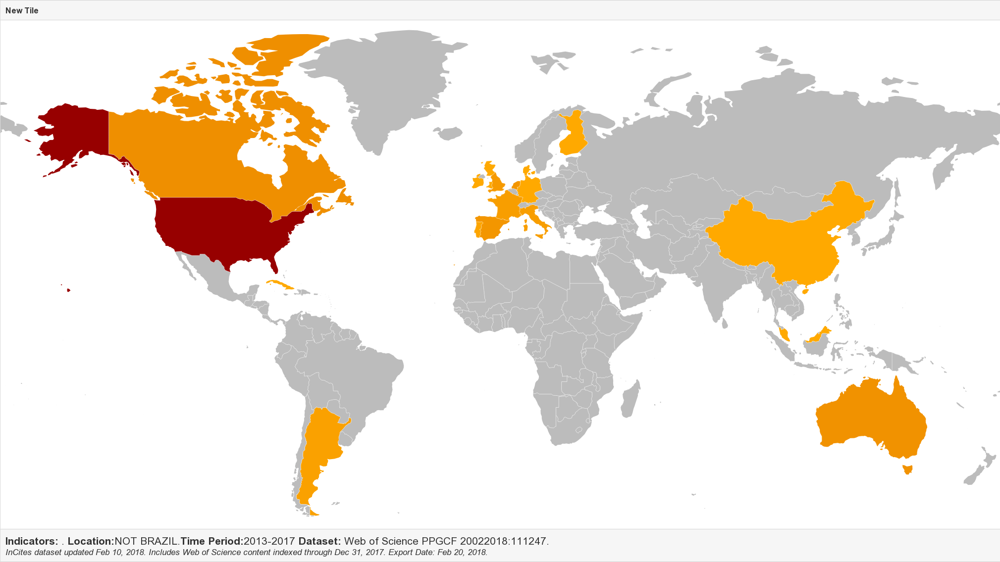 New Tile
Indicators: . Location:NOT BRAZIL.Time Period:2013-2017 Dataset: Web of Science PPGCF 20022018:111247.
InCites dataset updated Feb 10, 2018. Includes Web of Science content indexed through Dec 31, 2017. Export Date: Feb 20, 2018.